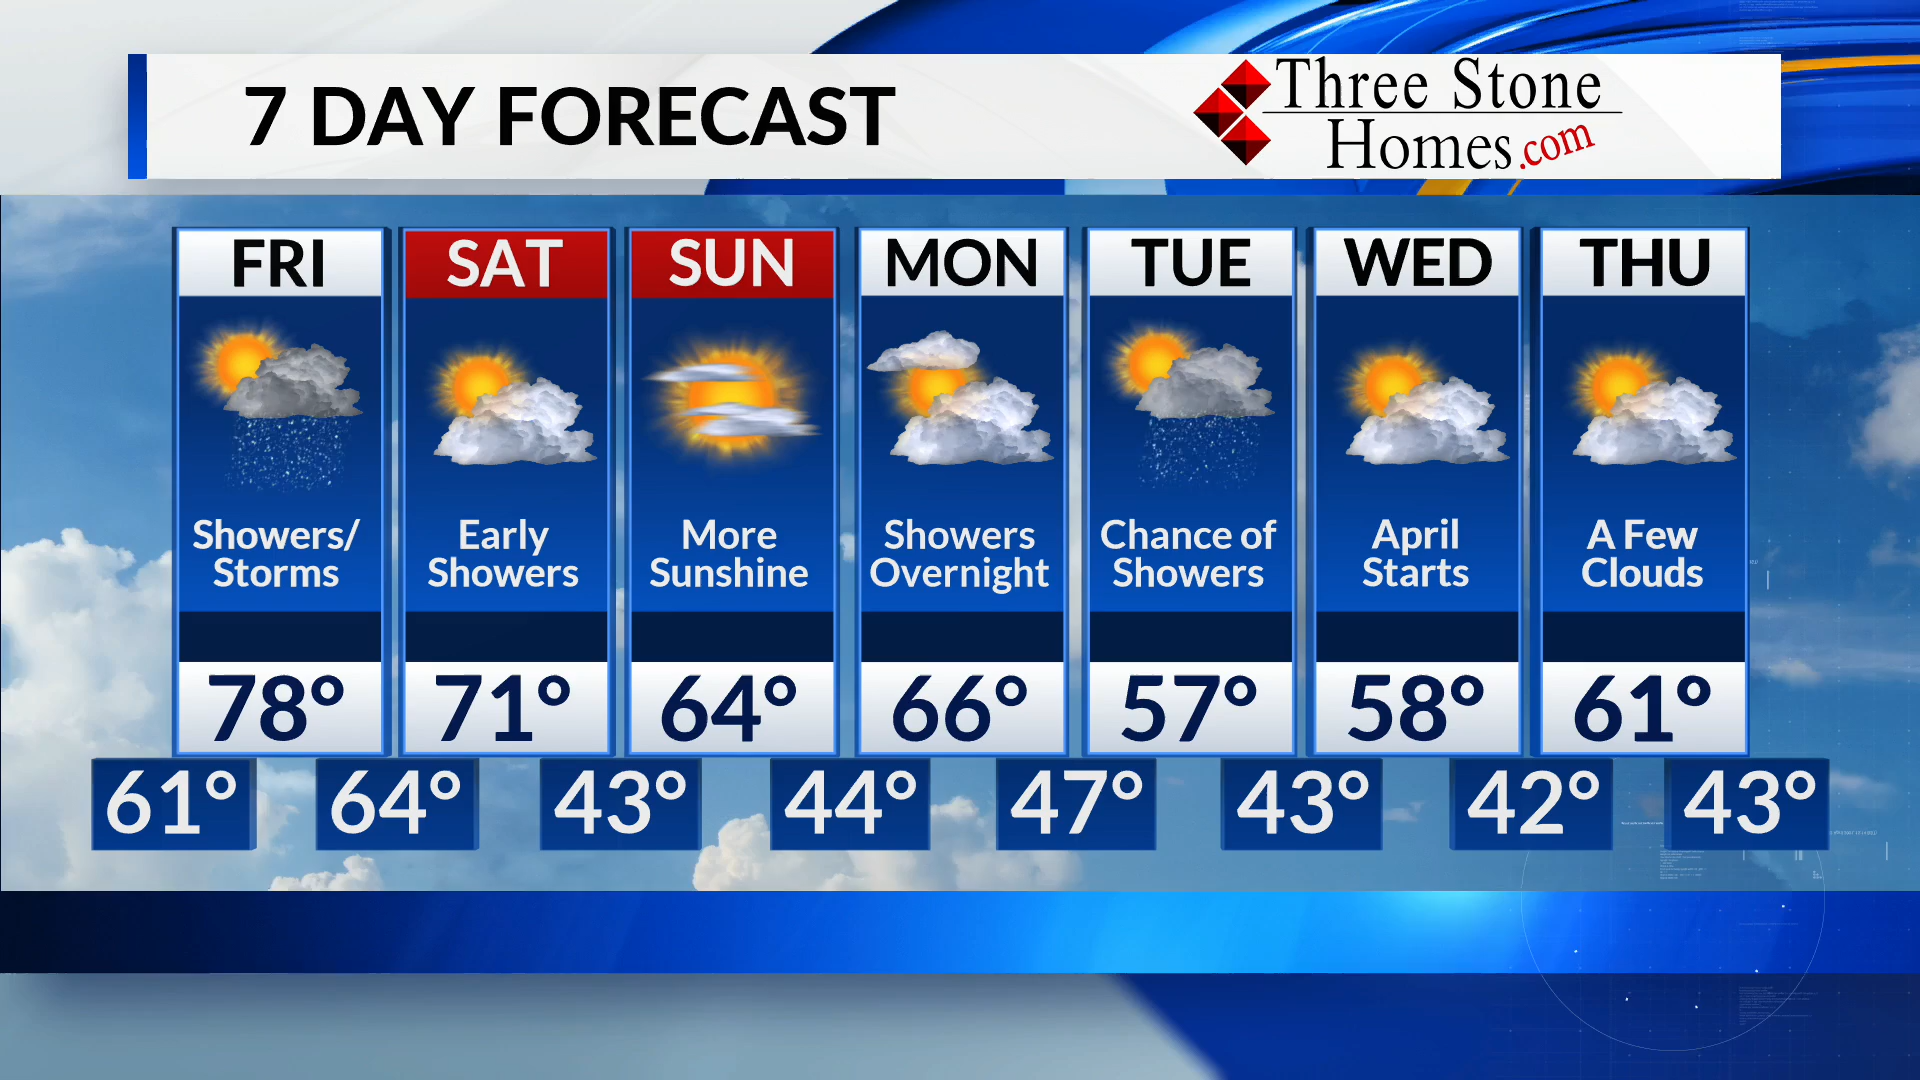 7 DAY FORECAST
Three Stone
Homes.com
FRI SAT SUN MON TUE WED THU
Showers/ Early More Showers Chance of April A Few
Storms Showers Sunshine Overnight Showers Starts Clouds
78° 71° 64° 66° 57° 58° 61°
61° 64° 43° 44° 47° 43° 42° 43°